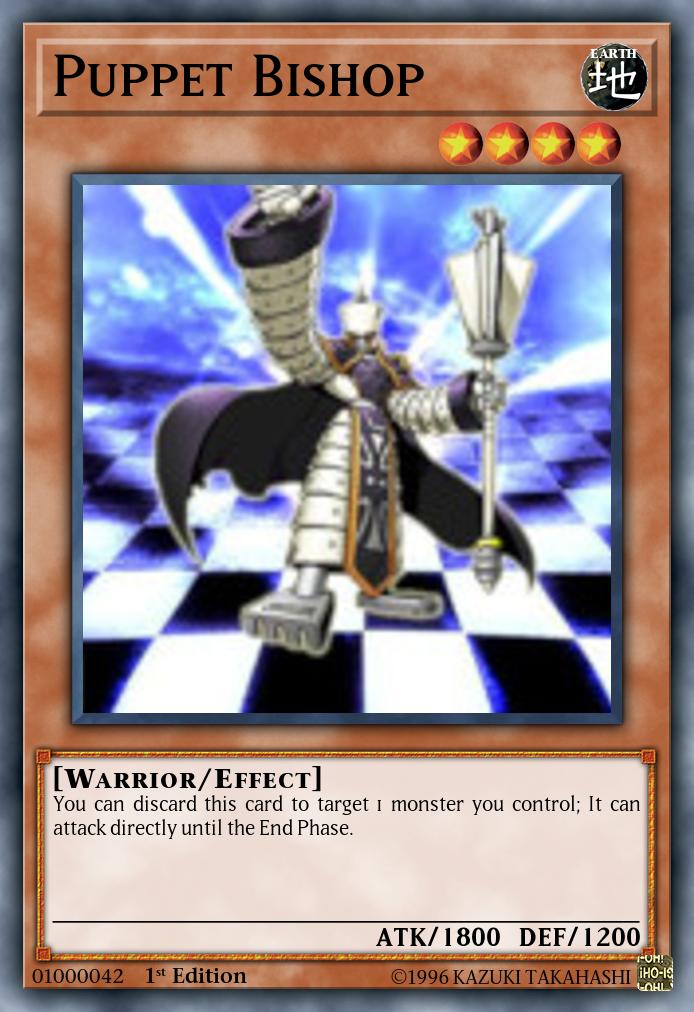 Puppet Bishop
EARTH
地
[Warrior/Effect]
You can discard this card to target 1 monster you control; It can
attack directly until the End Phase.
ATK/1800 DEF/1200
01000042 1st Edition ©1996 KAZUKI TAKAHASHI